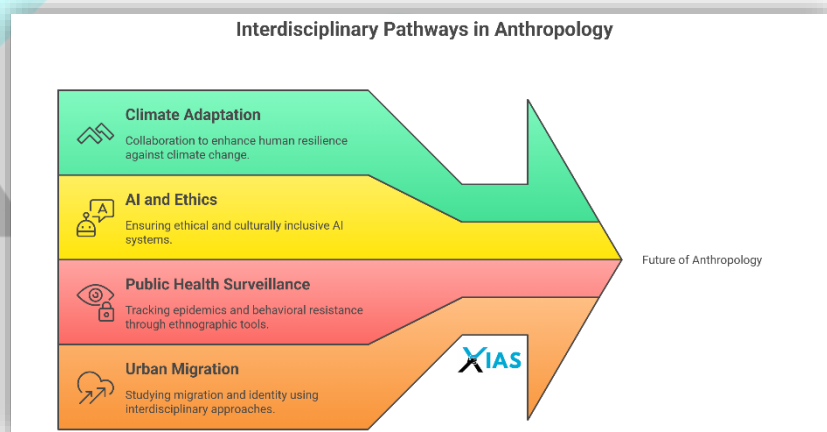 Interdisciplinary Pathways in Anthropology
Climate Adaptation
Collaboration to enhance human resilience
against climate change.
A
AI and Ethics
Ensuring ethical and culturally inclusive AI
systems.
Future of Anthropology
Public Health Surveillance
Tracking epidemics and behavioral resistance
through ethnographic tools.
Urban Migration
Studying migration and identity using
interdisciplinary approaches.
XIAS